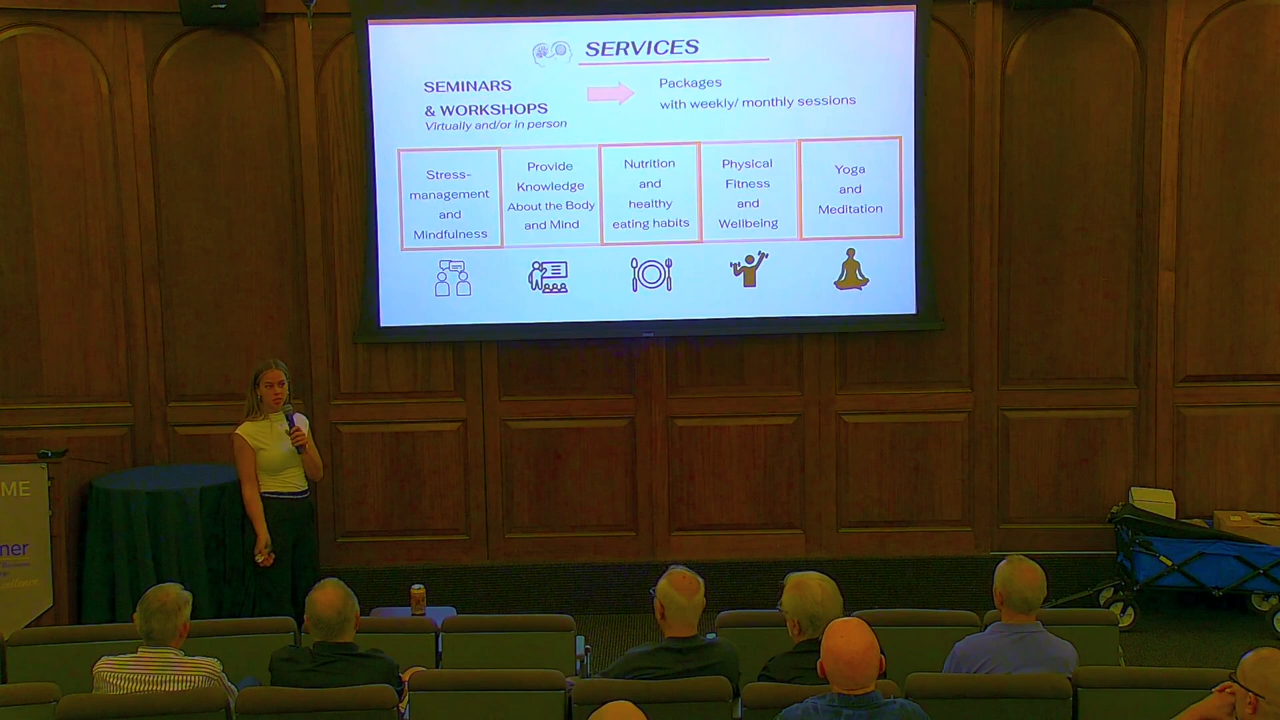 SERVICES
SEMINARS
& WORKSHOPS
Virtually and/or in person
Packages
with weekly/ monthly sessions
Stress-
management
and
Mindfulness
Provide
Knowledge
About the Body
and Mind
Nutrition
and
healthy
eating habits
Physical
Fitness
and
Wellbeing
Yoga
and
Meditation
ME
mer